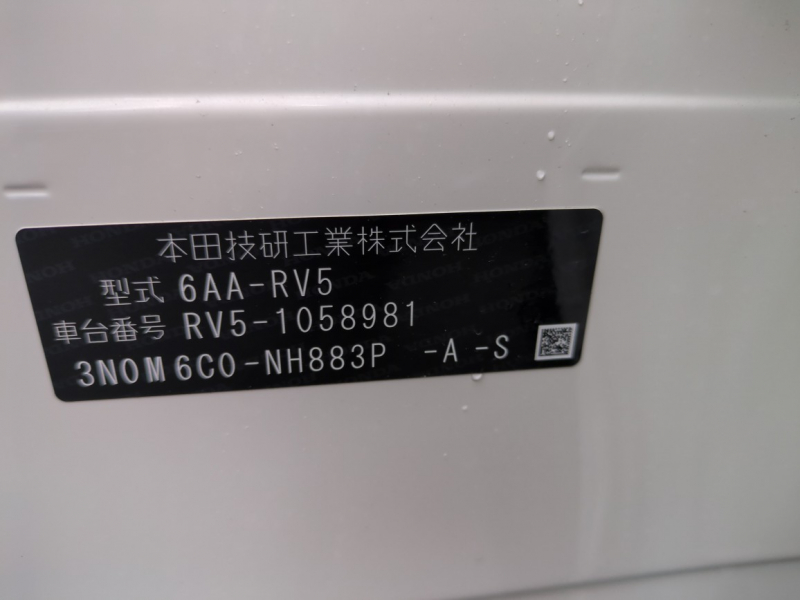 本田技研工業株式会社
型式 6AA-RV5
車台番号 RV5-1058981
3N0M6C0-NH883P -A -S